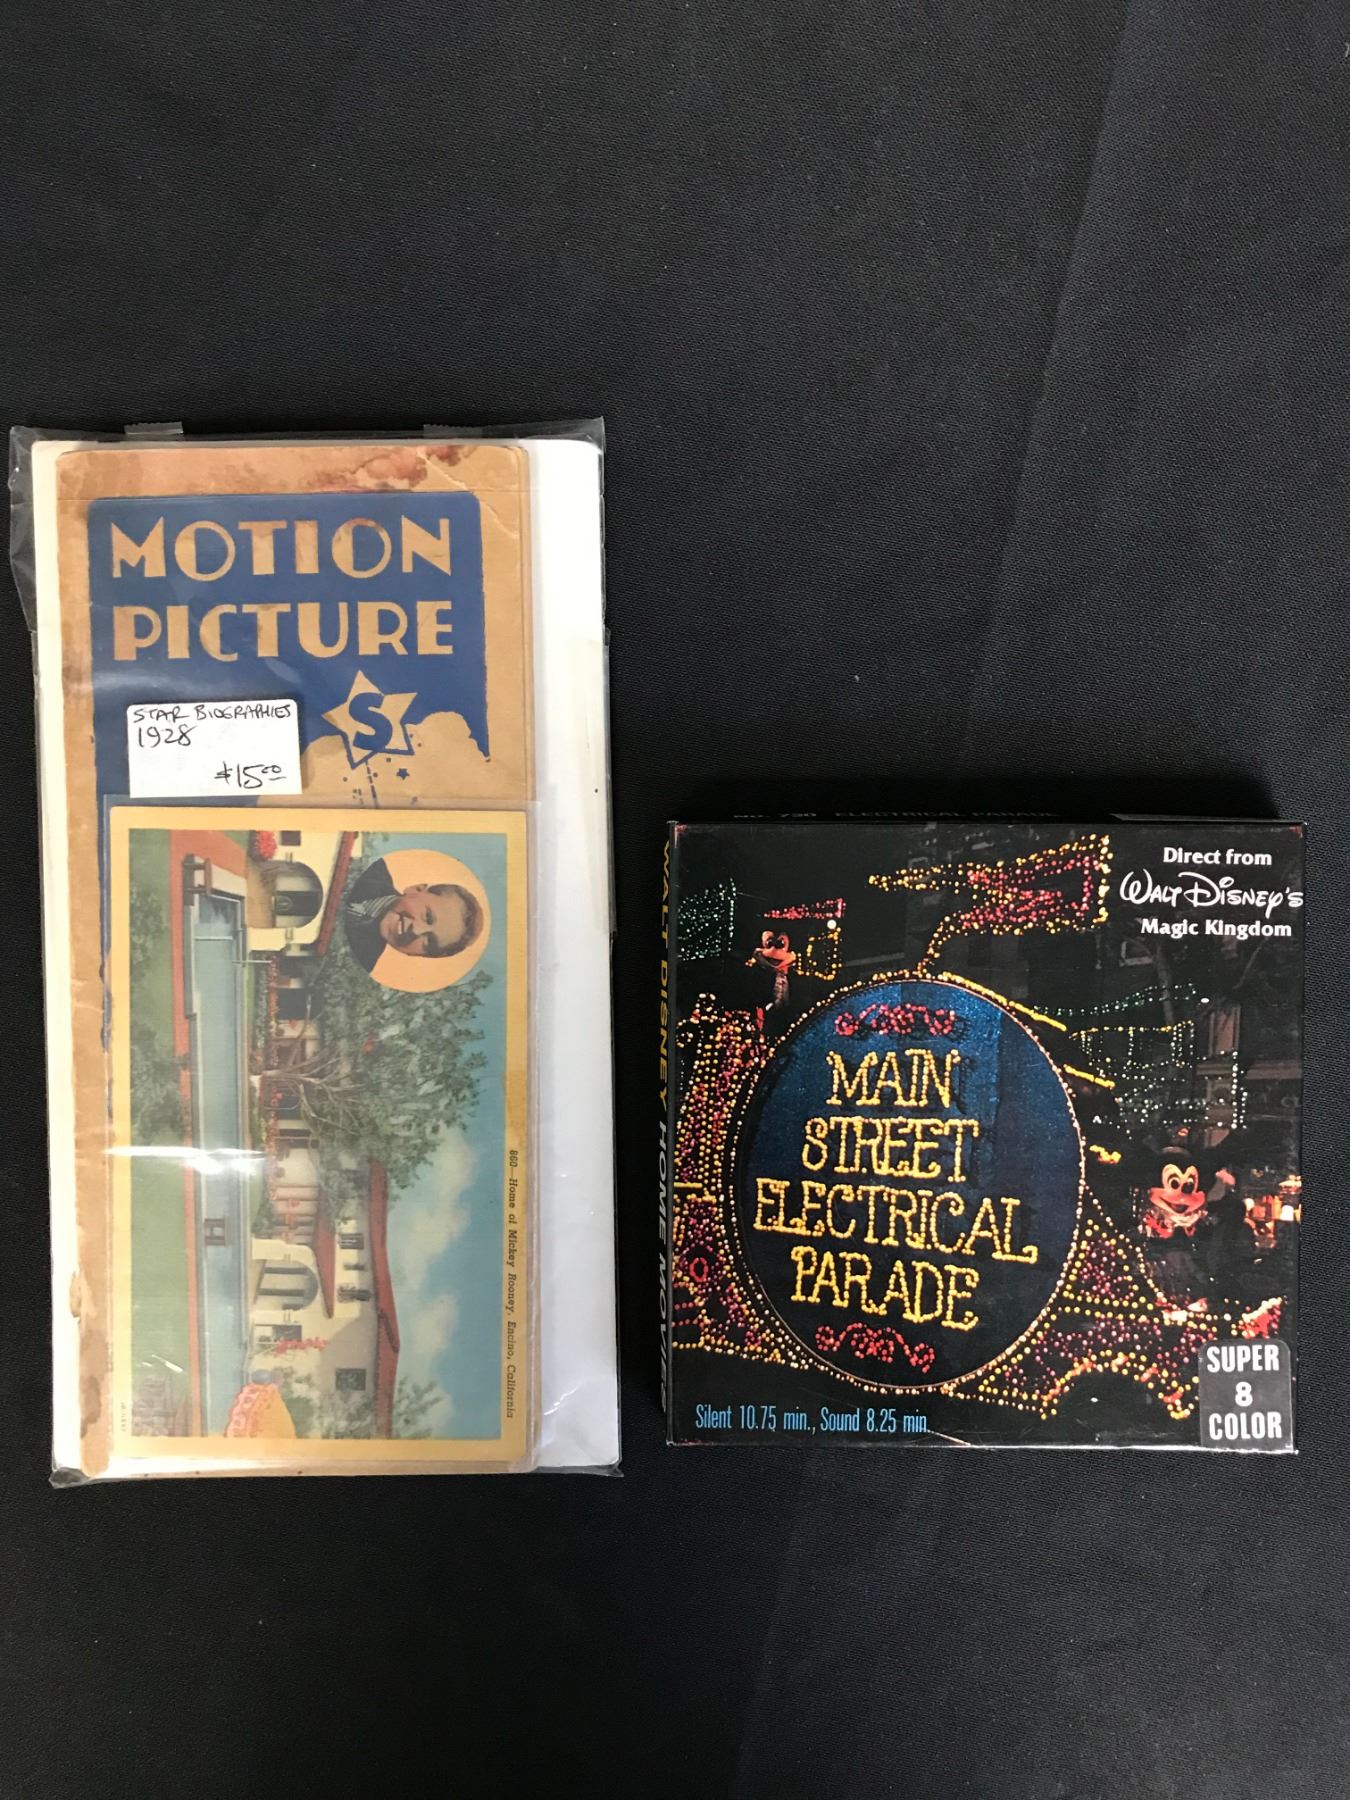 MOTION
PICTURE
S
STAR BIOGRAPHIES
1928
$15.00
860—Home of Mickey Rooney, Encino, California
NO. 730 ELECTRICAL PARADE
WALT DISNEY HOME MOVIES
Direct from
WALT DISNEY'S
Magic Kingdom
MAIN
STREET
ELECTRICAL
PARADE
Silent 10.75 min., Sound 8.25 min.
SUPER
8
COLOR